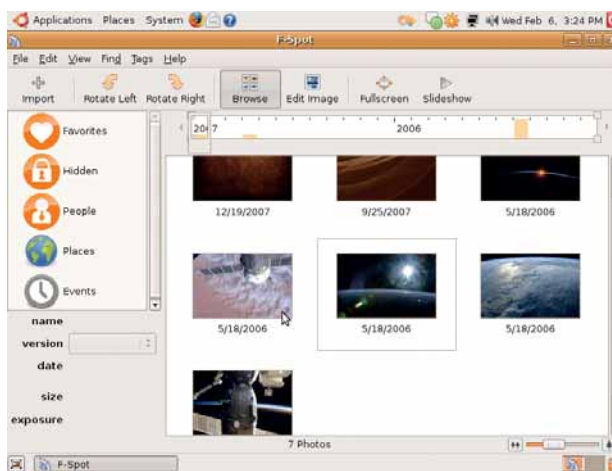 Applications Places System Wed Feb 6, 3:24 PM
F-Spot
File Edit View Find Tags Help
Import Rotate Left Rotate Right Browse Edit Image Fullscreen Slideshow
2006
Favorites
Hidden
People
Places
Events
12/19/2007 9/25/2007 5/18/2006
5/18/2006 5/18/2006 5/18/2006
name
version
date
size
exposure
7 Photos
F-Spot